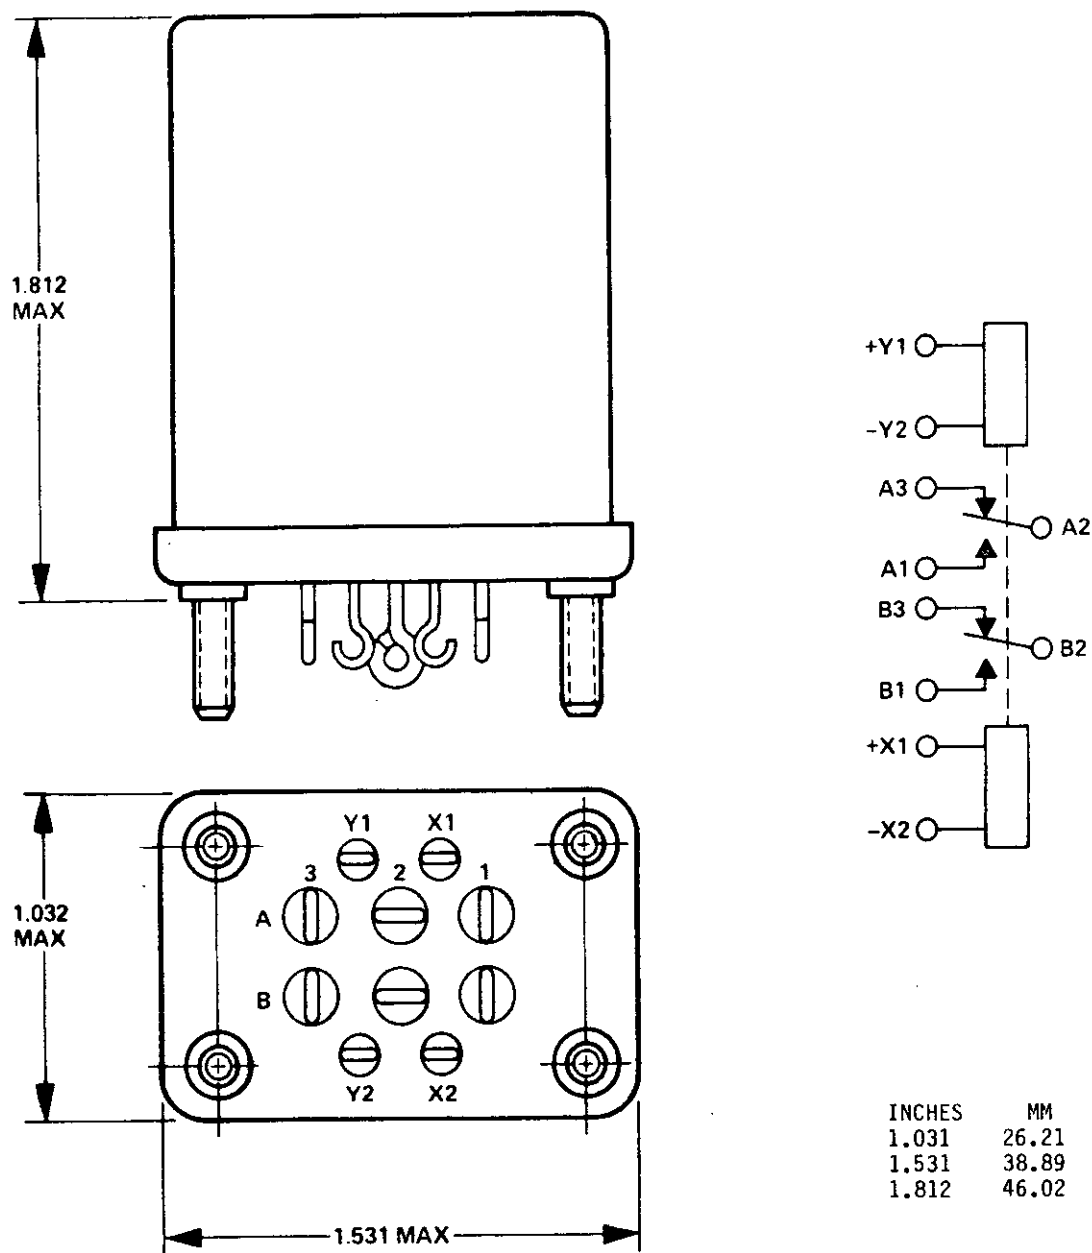 1.812
MAX
+Y1
-Y2
A3
A2
A1
B3
B2
B1
+X1
-X2
Y1 X1
3 2 1
A
B
Y2 X2
1.032
MAX
1.531 MAX
INCHES MM
1.031 26.21
1.531 38.89
1.812 46.02